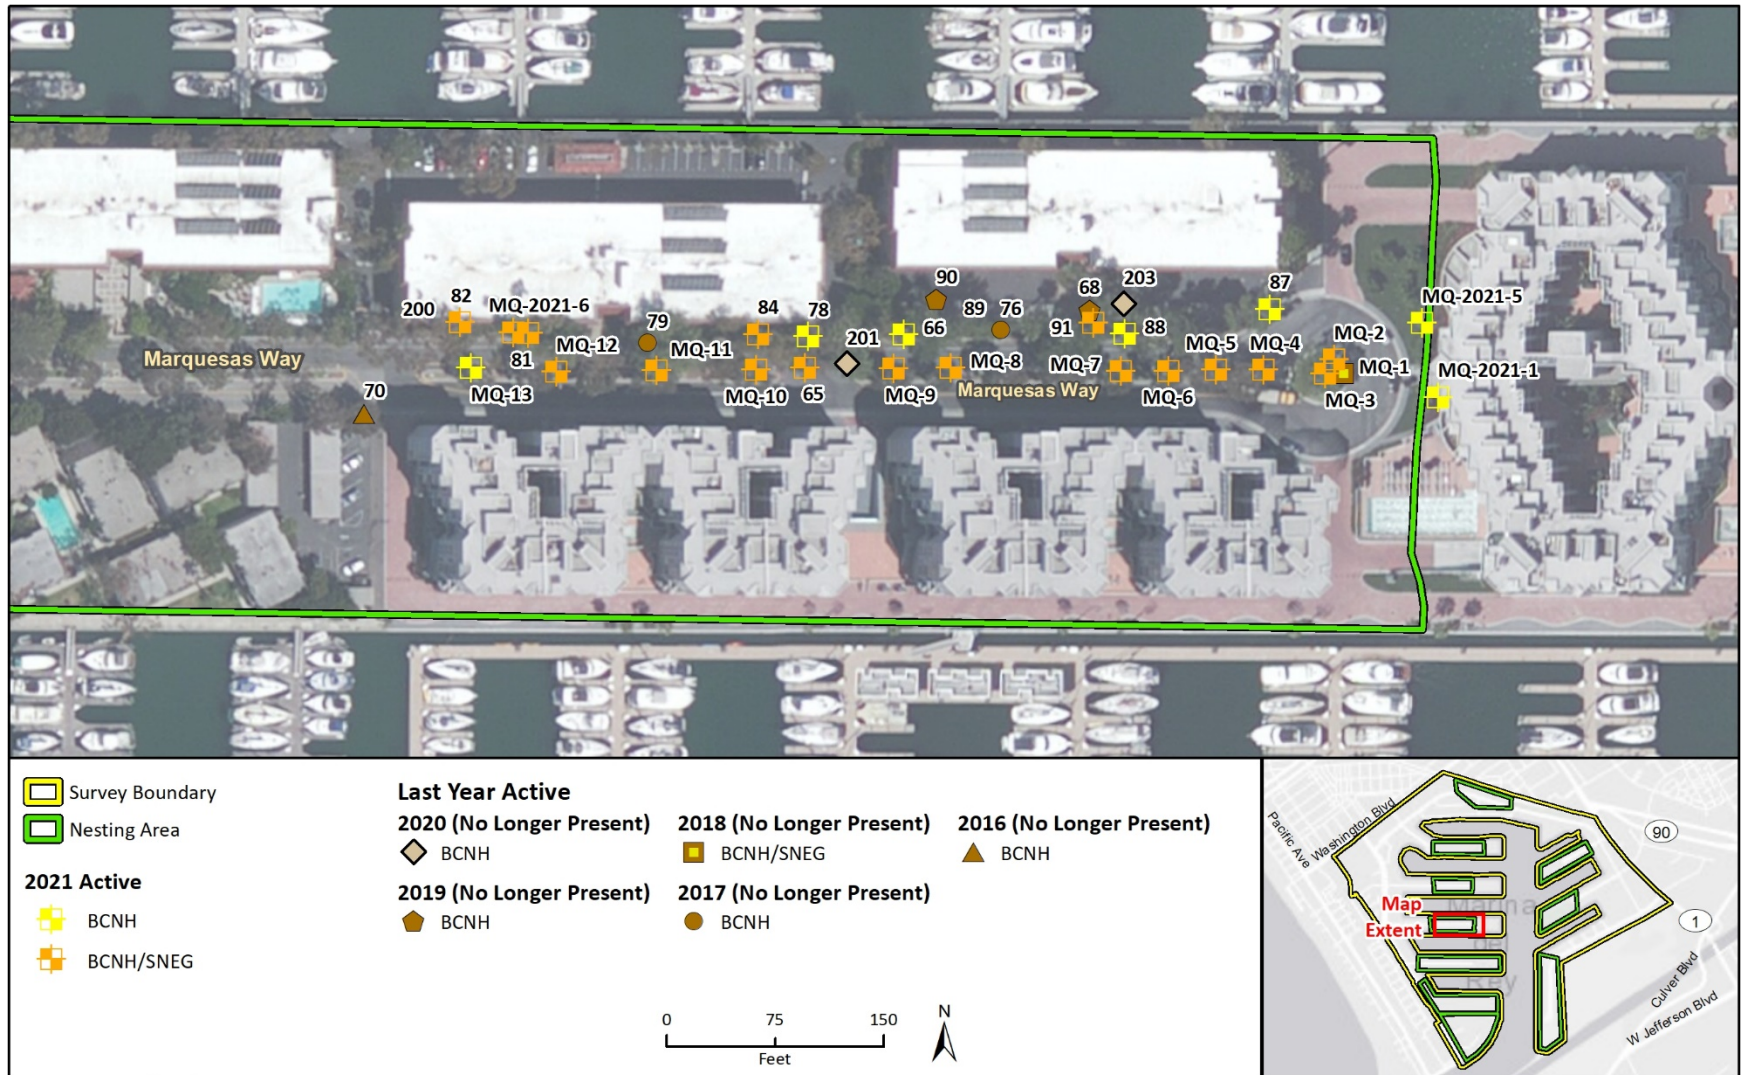 90
203
87
82
MQ-2021-6
84
78
89
76
68
MQ-2021-5
200
79
201
66
91
88
MQ-2
MQ-12
MQ-11
MQ-8
MQ-7
MQ-5
MQ-4
Marquesas Way
81
MQ-1
MQ-2021-1
70
MQ-13
MQ-10
65
MQ-9
Marquesas Way
MQ-6
MQ-3
Survey Boundary
Nesting Area
2021 Active
BCNH
BCNH/SNEG
Last Year Active
2020 (No Longer Present)
BCNH
2018 (No Longer Present)
BCNH/SNEG
2016 (No Longer Present)
BCNH
2019 (No Longer Present)
BCNH
2017 (No Longer Present)
BCNH
0
75
150
Feet
N
Pacific Ave
Washington Blvd
90
Map
Extent
Marina
del
Rey
1
Culver Blvd
W Jefferson Blvd